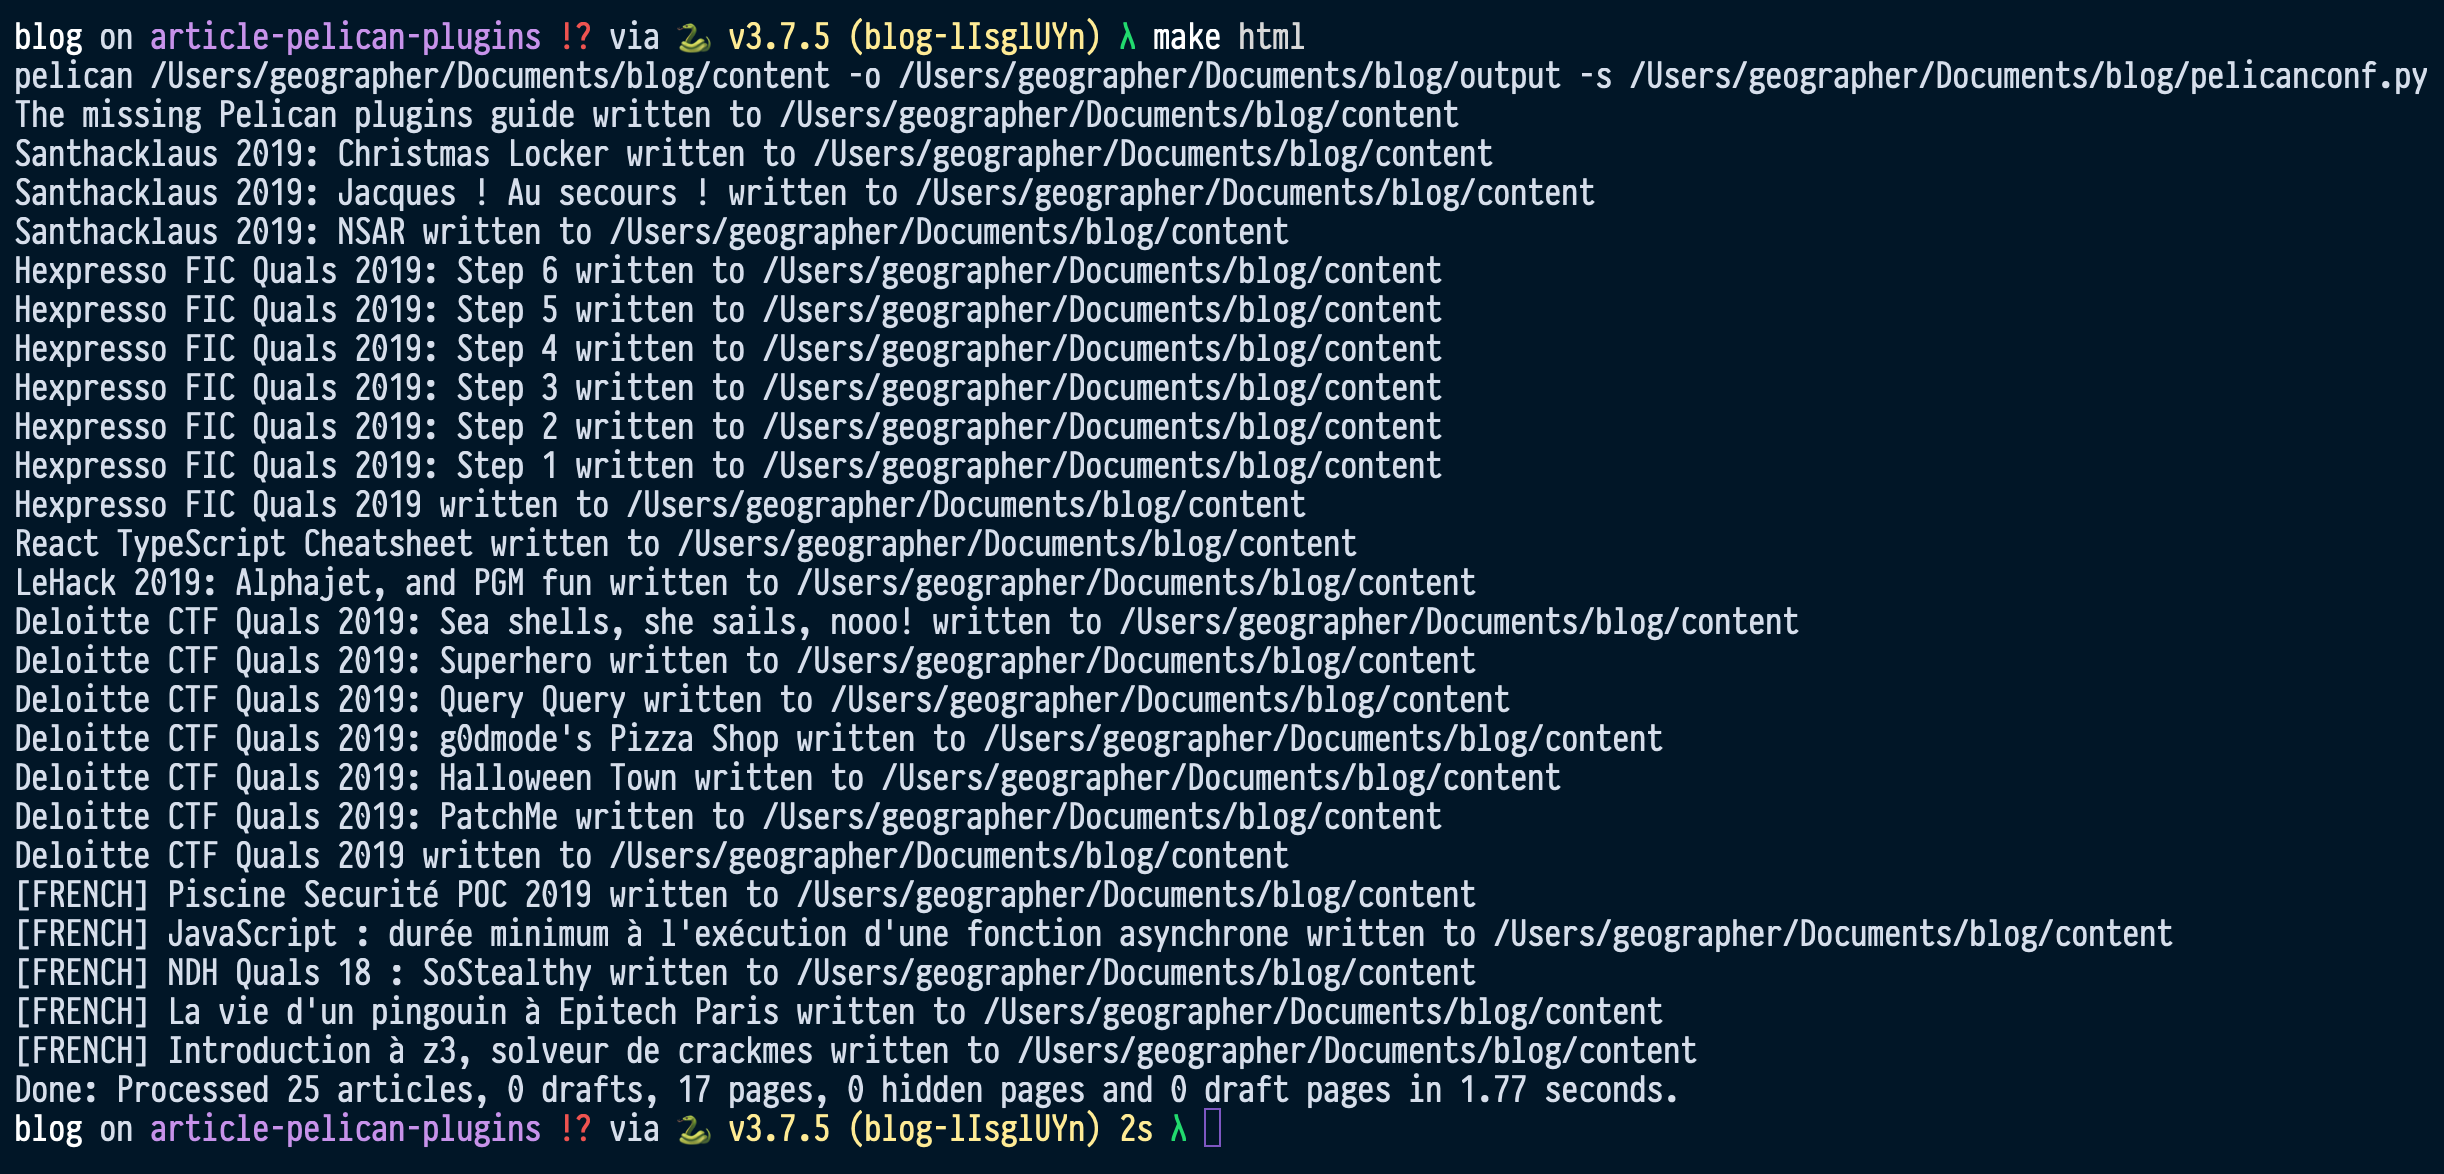 blog on article-pelican-plugins !? via 🐍 v3.7.5 (blog-lIsglUYn) λ make html
pelican /Users/geographer/Documents/blog/content -o /Users/geographer/Documents/blog/output -s /Users/geographer/Documents/blog/pelicanconf.py
The missing Pelican plugins guide written to /Users/geographer/Documents/blog/content
Santhacklaus 2019: Christmas Locker written to /Users/geographer/Documents/blog/content
Santhacklaus 2019: Jacques ! Au secours ! written to /Users/geographer/Documents/blog/content
Santhacklaus 2019: NSAR written to /Users/geographer/Documents/blog/content
Hexpresso FIC Quals 2019: Step 6 written to /Users/geographer/Documents/blog/content
Hexpresso FIC Quals 2019: Step 5 written to /Users/geographer/Documents/blog/content
Hexpresso FIC Quals 2019: Step 4 written to /Users/geographer/Documents/blog/content
Hexpresso FIC Quals 2019: Step 3 written to /Users/geographer/Documents/blog/content
Hexpresso FIC Quals 2019: Step 2 written to /Users/geographer/Documents/blog/content
Hexpresso FIC Quals 2019: Step 1 written to /Users/geographer/Documents/blog/content
Hexpresso FIC Quals 2019 written to /Users/geographer/Documents/blog/content
React TypeScript Cheatsheet written to /Users/geographer/Documents/blog/content
LeHack 2019: Alphajet, and PGM fun written to /Users/geographer/Documents/blog/content
Deloitte CTF Quals 2019: Sea shells, she sails, nooo! written to /Users/geographer/Documents/blog/content
Deloitte CTF Quals 2019: Superhero written to /Users/geographer/Documents/blog/content
Deloitte CTF Quals 2019: Query Query written to /Users/geographer/Documents/blog/content
Deloitte CTF Quals 2019: g0dmode's Pizza Shop written to /Users/geographer/Documents/blog/content
Deloitte CTF Quals 2019: Halloween Town written to /Users/geographer/Documents/blog/content
Deloitte CTF Quals 2019: PatchMe written to /Users/geographer/Documents/blog/content
Deloitte CTF Quals 2019 written to /Users/geographer/Documents/blog/content
[FRENCH] Piscine Securité POC 2019 written to /Users/geographer/Documents/blog/content
[FRENCH] JavaScript : durée minimum à l'exécution d'une fonction asynchrone written to /Users/geographer/Documents/blog/content
[FRENCH] NDH Quals 18 : SoStealthy written to /Users/geographer/Documents/blog/content
[FRENCH] La vie d'un pingouin à Epitech Paris written to /Users/geographer/Documents/blog/content
[FRENCH] Introduction à z3, solveur de crackmes written to /Users/geographer/Documents/blog/content
Done: Processed 25 articles, 0 drafts, 17 pages, 0 hidden pages and 0 draft pages in 1.77 seconds.
blog on article-pelican-plugins !? via 🐍 v3.7.5 (blog-lIsglUYn) 2s λ